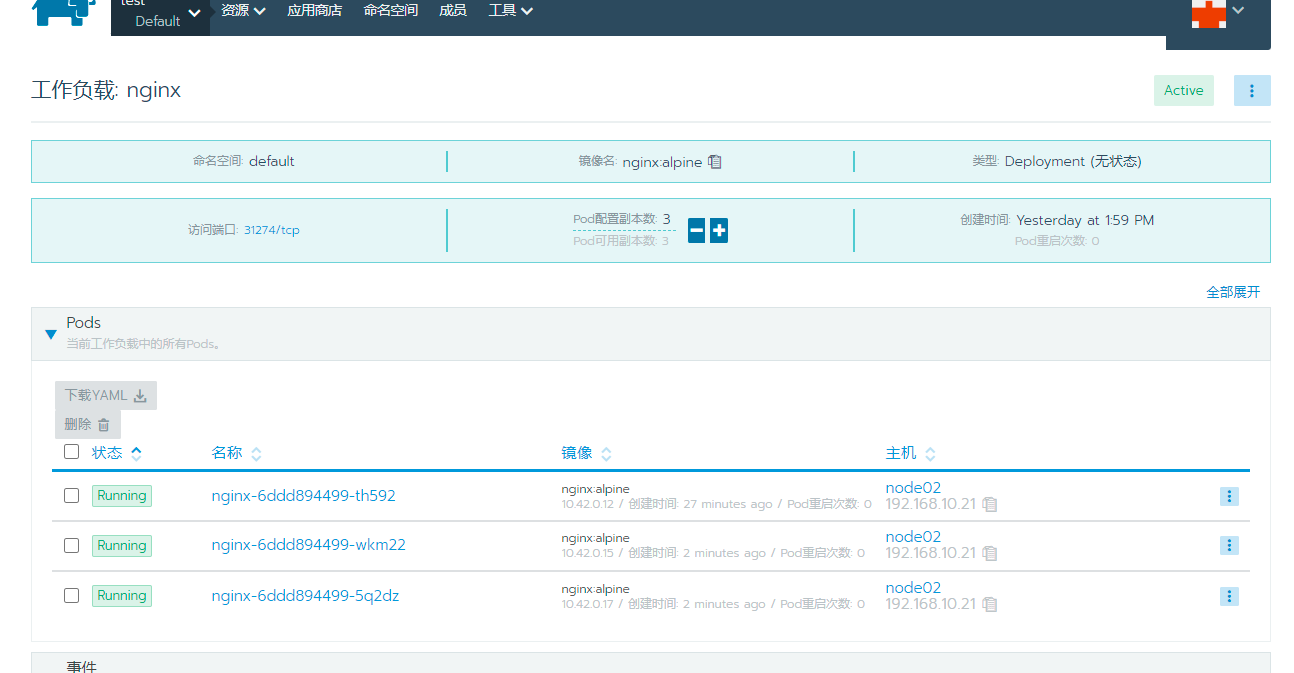 test
Default
资源 应用商店 命名空间 成员 工具
工作负载: nginx
Active
命名空间: default
镜像名: nginx:alpine
类型: Deployment (无状态)
访问端口: 31274/tcp
Pod配置副本数: 3
Pod可用副本数: 3
创建时间: Yesterday at 1:59 PM
Pod重启次数: 0
全部展开
Pods
当前工作负载中的所有Pods。
下载YAML
删除
状态 名称 镜像 主机
Running nginx-6ddd894499-th592
nginx:alpine
10.42.0.12 / 创建时间: 27 minutes ago / Pod重启次数: 0
node02
192.168.10.21
Running nginx-6ddd894499-wkm22
nginx:alpine
10.42.0.15 / 创建时间: 2 minutes ago / Pod重启次数: 0
node02
192.168.10.21
Running nginx-6ddd894499-5q2dz
nginx:alpine
10.42.0.17 / 创建时间: 2 minutes ago / Pod重启次数: 0
node02
192.168.10.21
事件